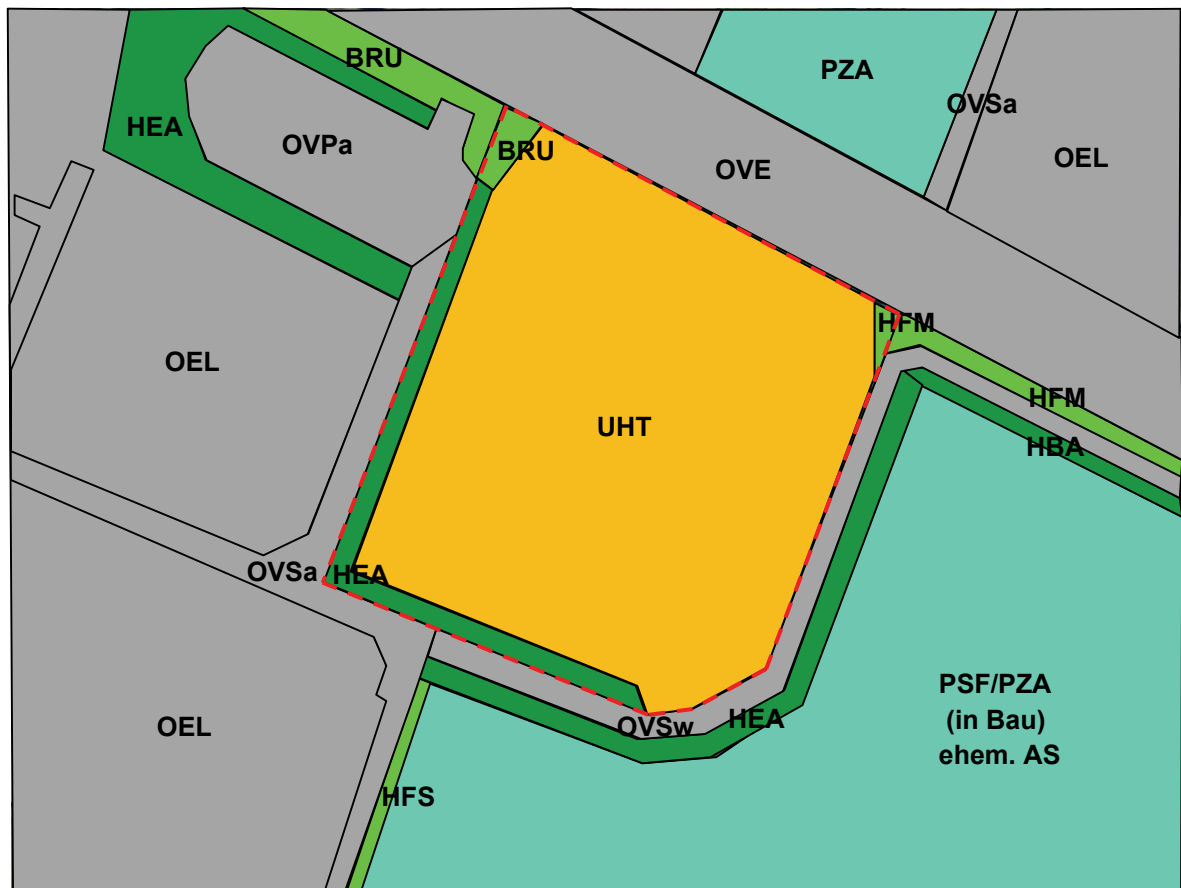 BRU
PZA
OVSa
HEA
OVPa
BRU
OVE
OEL
HFM
OEL
HFM
UHT
HBA
OVSa
HEA
PSF/PZA
(in Bau)
ehem. AS
OEL
OVSw
HEA
HFS